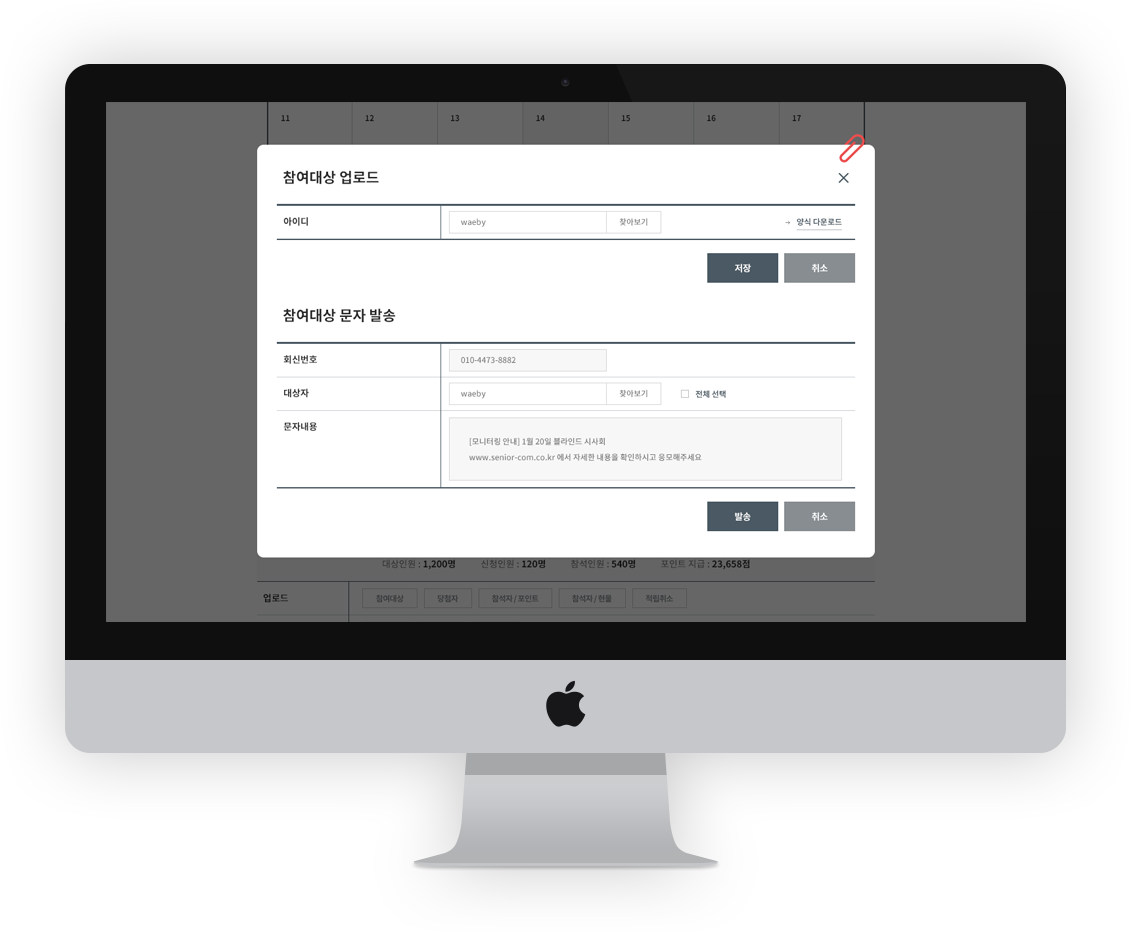 11 12 13 14 15 16 17
참여대상 업로드
아이디 waeby 찾아보기 → 양식 다운로드
저장 취소
참여대상 문자 발송
회신번호 010-4473-8882
대상자 waeby 찾아보기 전체 선택
문자내용 [모니터링 안내] 1월 20일 블라인드 시사회
www.senior-com.co.kr 에서 자세한 내용을 확인하시고 응모해주세요
발송 취소
대상인원 : 1,200명 신청인원 : 120명 참석인원 : 540명 포인트 지급 : 23,658점
업로드 참여대상 당첨자 참석자 / 포인트 참석자 / 현물 적립취소